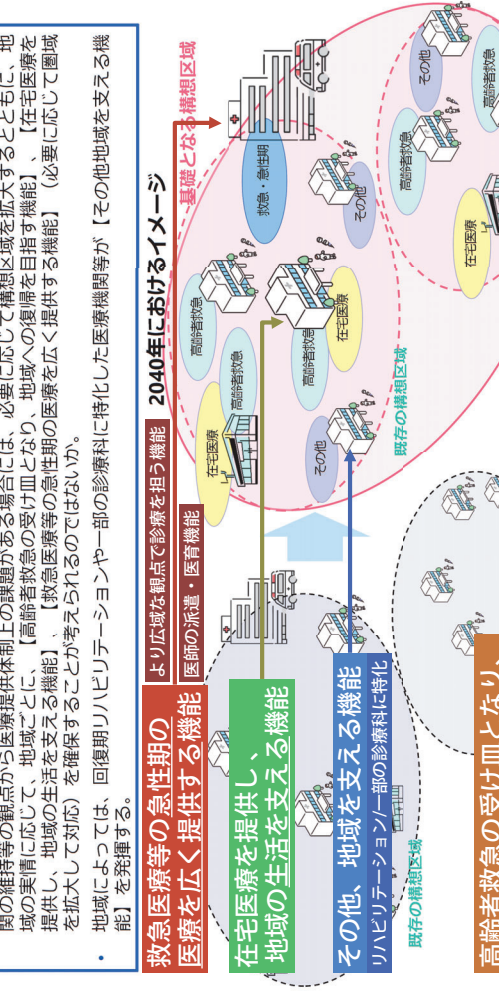 関の維持等の観点から医療提供体制上の課題がある場合には、必要に応じて構想区域を拡大するとともに、地
域の実情に応じて、地域ごとに、【高齢者救急の受け皿となり、地域への復帰を目指す機能】、【在宅医療を
提供し、地域の生活を支える機能】、【救急医療等の急性期の医療を広く提供する機能】（必要に応じて圏域
を拡大して対応）を確保することが考えられるのではないか。
• 地域によっては、回復期リハビリテーションや一部の診療科に特化した医療機関等が【その他地域を支える機
能】を発揮する。
救急医療等の急性期の
医療を広く提供する機能
より広域な観点で診療を担う機能
医師の派遣・医育機能
2040年におけるイメージ
基礎となる構想区域
在宅医療を提供し、
地域の生活を支える機能
その他、地域を支える機能
リハビリテーション/一部の診療科に特化
既存の構想区域
高齢者救急の受け皿となり、
在宅医療
高齢者救急
高齢者救急
救急・急性期
その他
高齢者救急
在宅医療
その他
既存の構想区域
在宅医療
高齢者救急
その他
高齢者救急